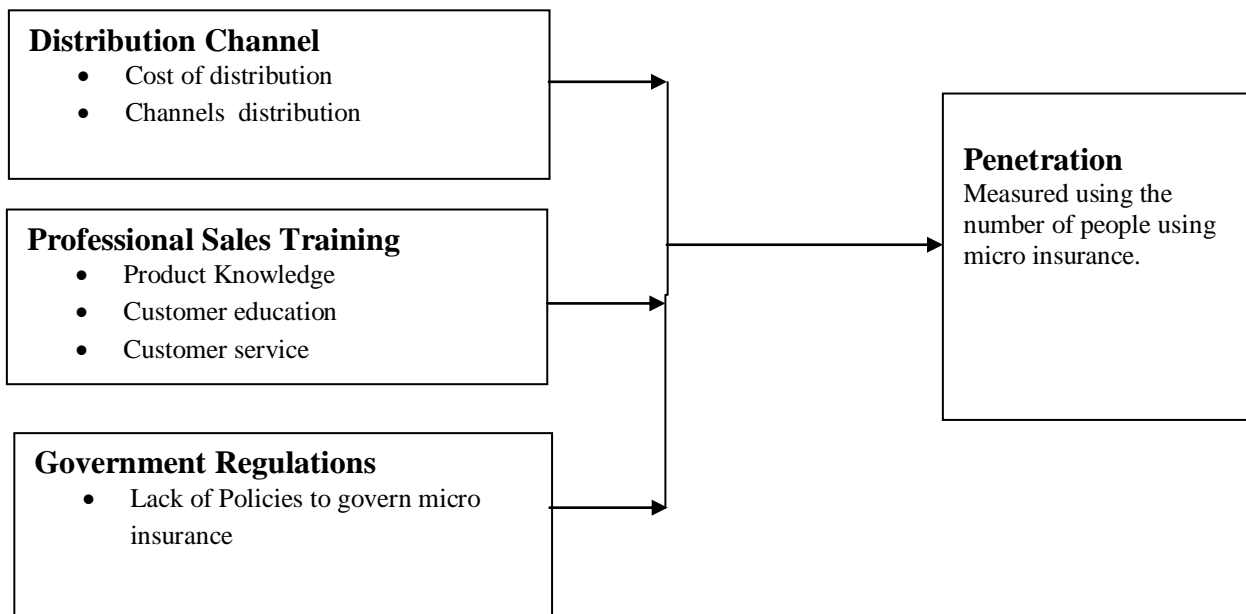 Distribution Channel
• Cost of distribution
• Channels distribution
Professional Sales Training
• Product Knowledge
• Customer education
• Customer service
Government Regulations
• Lack of Policies to govern micro
insurance
Penetration
Measured using the
number of people using
micro insurance.